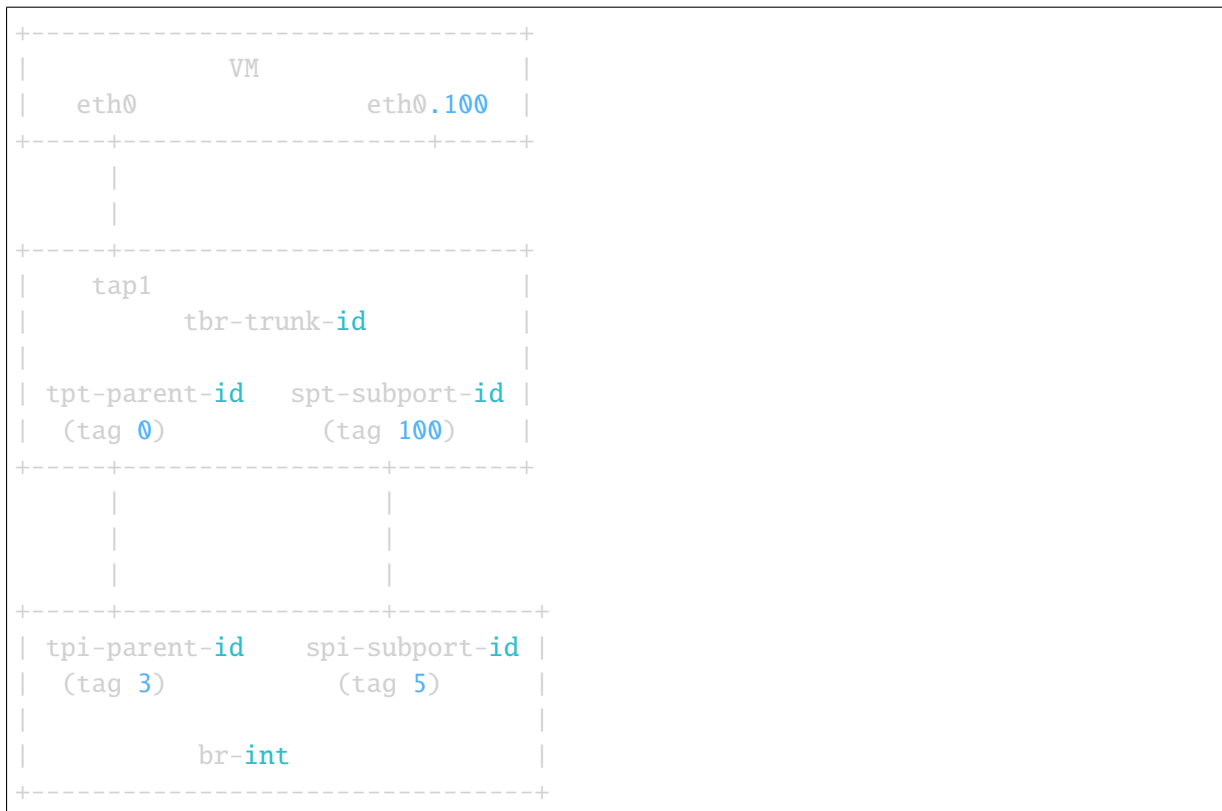 +--------------------------------+
|             VM                 |
|   eth0               eth0.100  |
+-----+--------------------+-----+
      |
      |
+-----+--------------------------+
|    tap1                        |
|          tbr-trunk-id          |
|                                |
| tpt-parent-id   spt-subport-id |
|  (tag 0)          (tag 100)    |
+-----+-----------------+--------+
      |                 |
      |                 |
      |                 |
+-----+-----------------+---------+
| tpi-parent-id    spi-subport-id |
|  (tag 3)           (tag 5)      |
|                                 |
|           br-int                |
+---------------------------------+